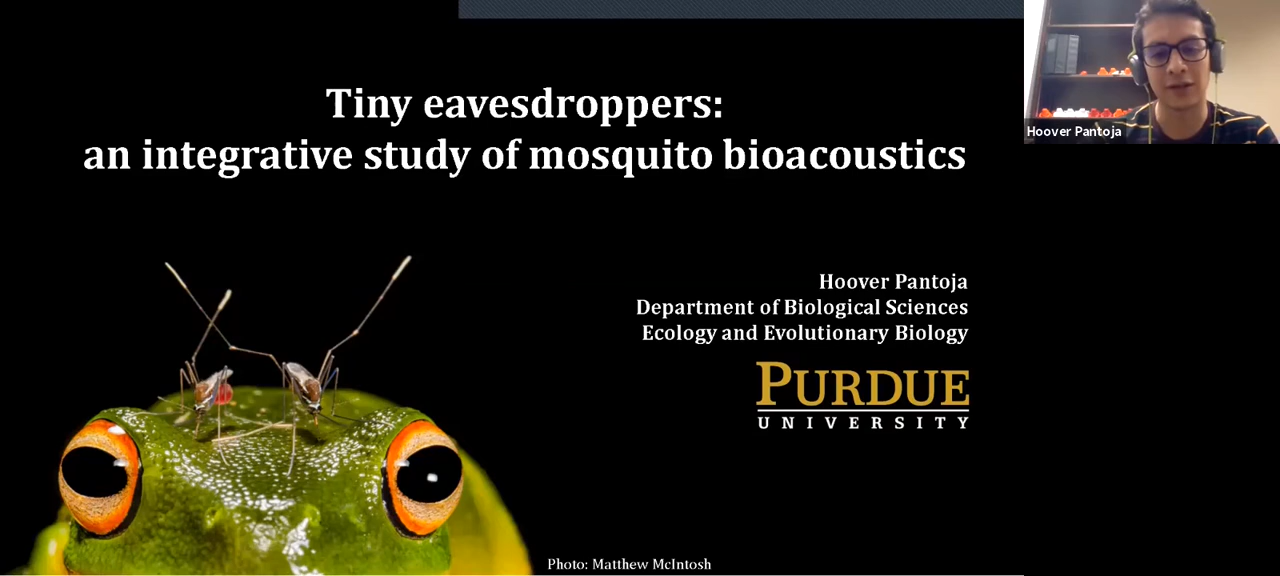 Tiny eavesdroppers:
an integrative study of mosquito bioacoustics
Hoover Pantoja
Department of Biological Sciences
Ecology and Evolutionary Biology
PURDUE
UNIVERSITY
Photo: Matthew McIntosh
Hoover Pantoja